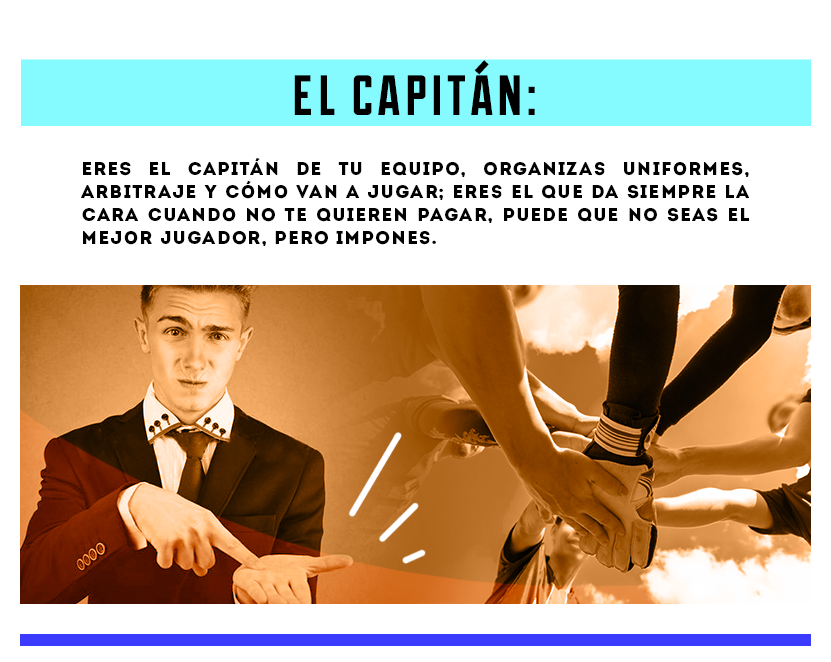 EL CAPITÁN:
ERES EL CAPITÁN DE TU EQUIPO, ORGANIZAS UNIFORMES,
ARBITRAJE Y CÓMO VAN A JUGAR; ERES EL QUE DA SIEMPRE LA
CARA CUANDO NO TE QUIEREN PAGAR, PUEDE QUE NO SEAS EL
MEJOR JUGADOR, PERO IMPONES.